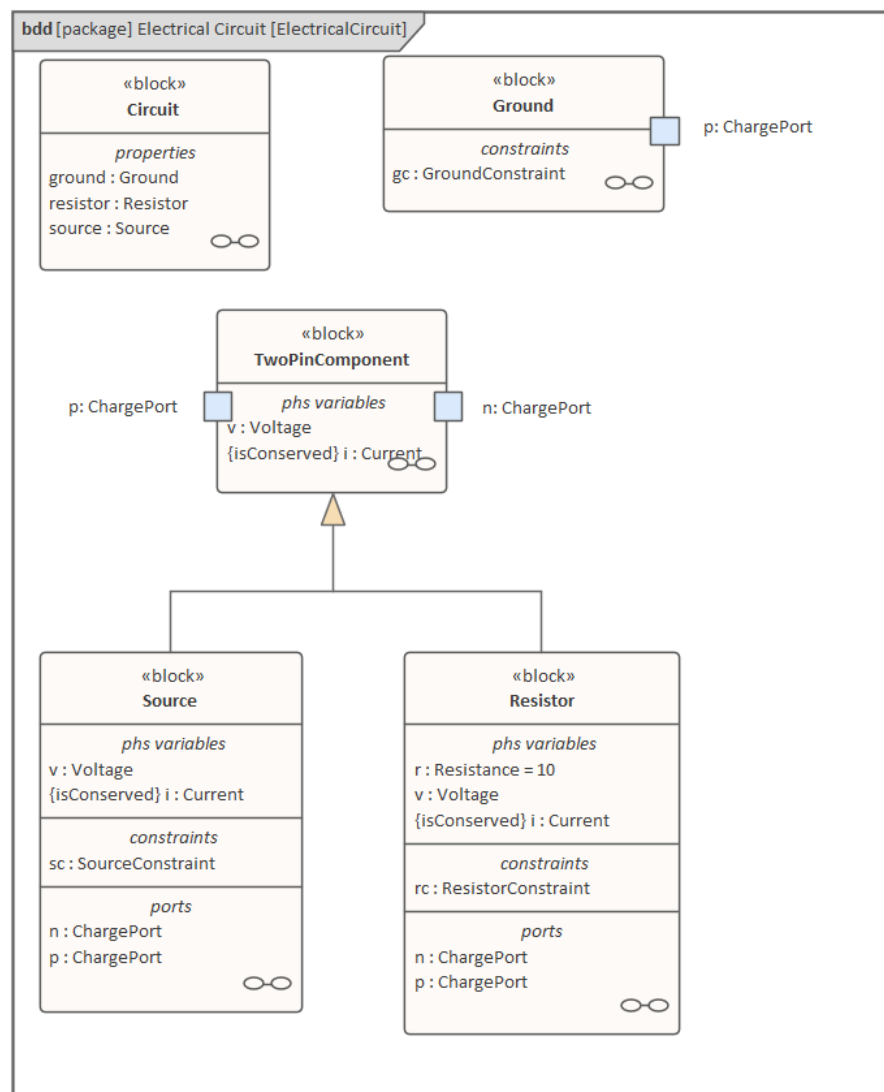 bdd [package] Electrical Circuit [ElectricalCircuit]
«block»
Circuit
properties
ground : Ground
resistor : Resistor
source : Source
«block»
Ground
constraints
gc : GroundConstraint
p: ChargePort
«block»
TwoPinComponent
phs variables
v : Voltage
{isConserved} i : Current
p: ChargePort
n: ChargePort
«block»
Source
phs variables
v : Voltage
{isConserved} i : Current
constraints
sc : SourceConstraint
ports
n : ChargePort
p : ChargePort
«block»
Resistor
phs variables
r : Resistance = 10
v : Voltage
{isConserved} i : Current
constraints
rc : ResistorConstraint
ports
n : ChargePort
p : ChargePort